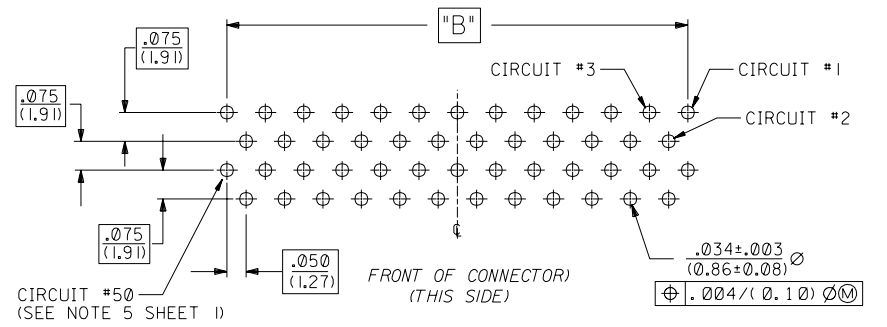 "B"
.075
(1.91)
CIRCUIT #3
CIRCUIT #1
.075
(1.91)
CIRCUIT #2
.075
(1.91)
.050
(1.27)
.034±.003 Ø
(0.86±0.08)
℄
FRONT OF CONNECTOR)
(THIS SIDE)
⌖ .004/(0.10) ØⓂ
CIRCUIT #50
(SEE NOTE 5 SHEET 1)